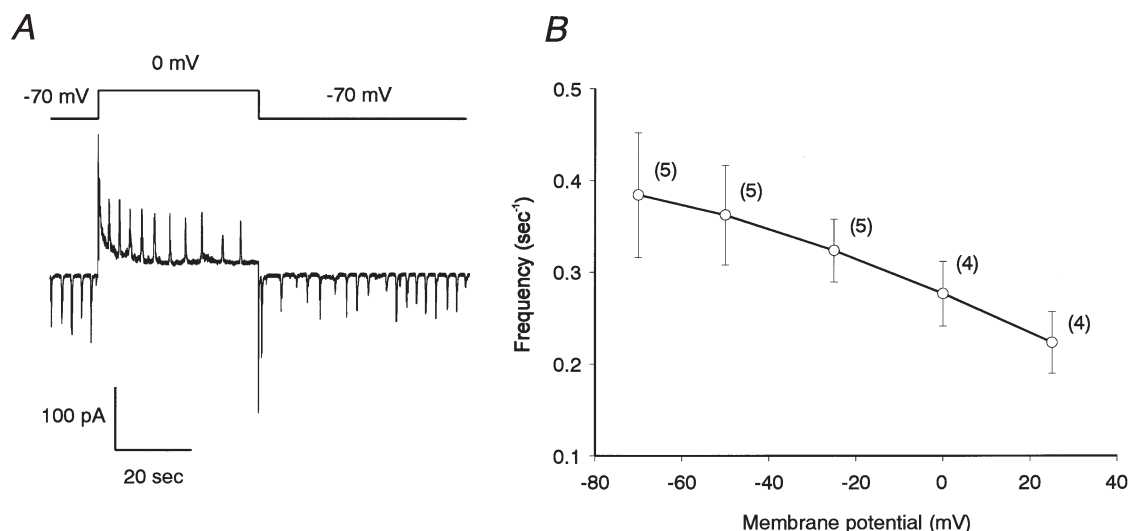 A
0 mV
-70 mV
-70 mV
100 pA
20 sec
B
0.5
0.4
0.3
0.2
0.1
Frequency (sec⁻¹)
(5)
(5)
(5)
(4)
(4)
-80
-60
-40
-20
0
20
40
Membrane potential (mV)